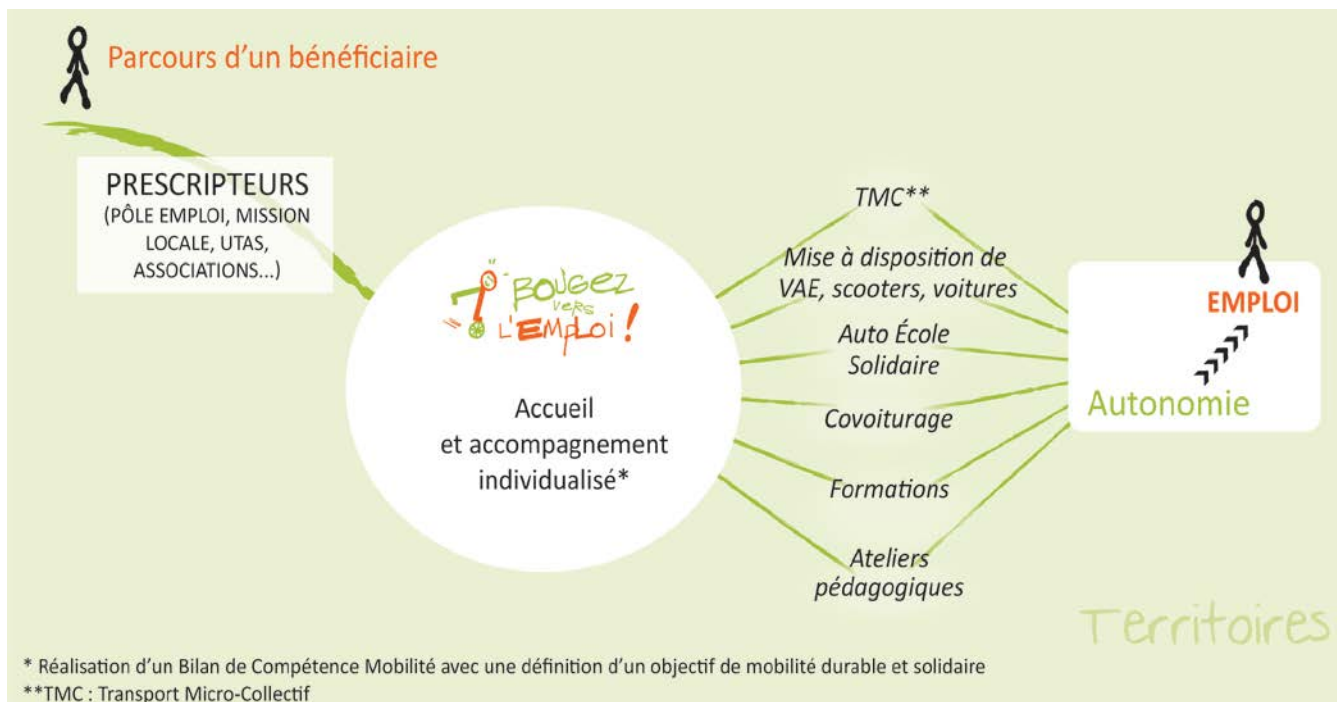 Parcours d'un bénéficiaire
PRESCRIPTEURS
(PÔLE EMPLOI, MISSION
LOCALE, UTAS,
ASSOCIATIONS...)
BOUGEZ
VERS
L'EMPLOI !
Accueil
et accompagnement
individualisé*
TMC**
Mise à disposition de
VAE, scooters, voitures
Auto École
Solidaire
Covoiturage
Formations
Ateliers
pédagogiques
EMPLOI
Autonomie
Territoires
* Réalisation d'un Bilan de Compétence Mobilité avec une définition d'un objectif de mobilité durable et solidaire
**TMC : Transport Micro-Collectif